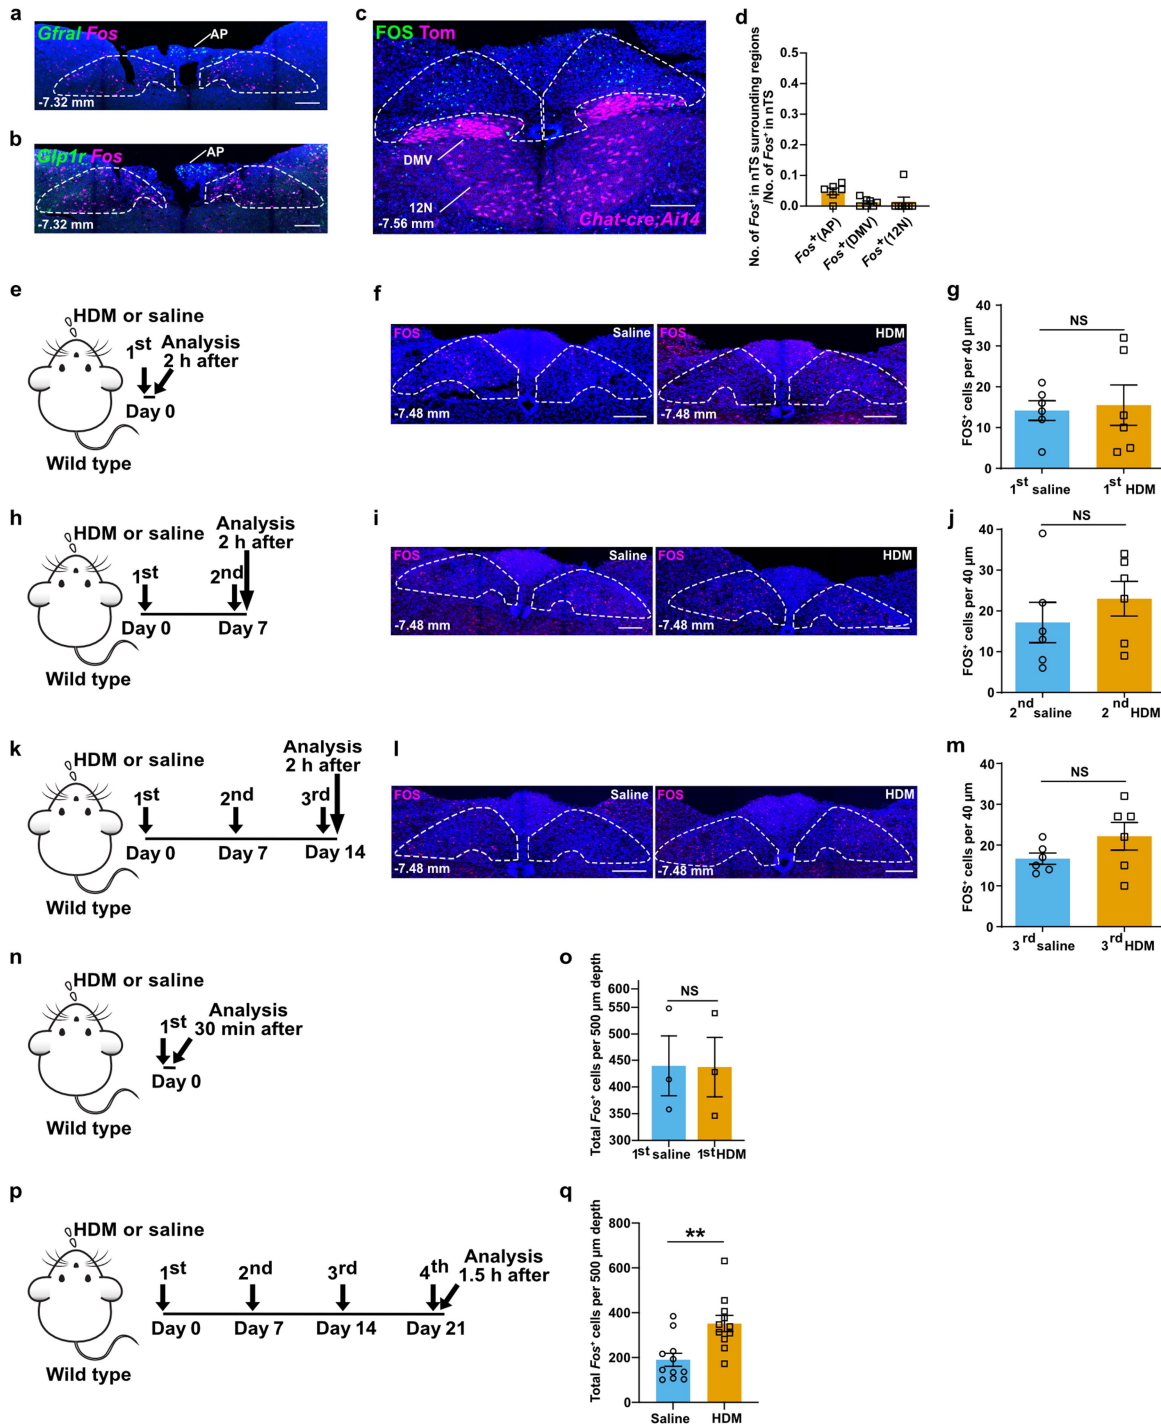 a
Gfral Fos
AP
-7.32 mm
b
Glp1r Fos
AP
-7.32 mm
c
FOS Tom
DMV
12N
-7.56 mm
Chat-cre;Ai14
d
No. of Fos⁺ in nTS surrounding regions
/No. of Fos⁺ in nTS
0.5
0.4
0.3
0.2
0.1
0.0
Fos⁺(AP)
Fos⁺(DMV)
Fos⁺(12N)
e
HDM or saline
1st
Analysis
2 h after
Day 0
Wild type
f
FOS
Saline
-7.48 mm
HDM
-7.48 mm
g
FOS⁺ cells per 40 µm
40
30
20
10
0
NS
1st saline
1st HDM
h
HDM or saline
Analysis
2 h after
1st
2nd
Day 0
Day 7
Wild type
i
FOS
Saline
-7.48 mm
FOS
HDM
-7.48 mm
j
FOS⁺ cells per 40 µm
40
30
20
10
0
NS
2nd saline
2nd HDM
k
HDM or saline
Analysis
2 h after
1st
2nd
3rd
Day 0
Day 7
Day 14
Wild type
l
FOS
Saline
-7.48 mm
FOS
HDM
-7.48 mm
m
FOS⁺ cells per 40 µm
40
30
20
10
0
NS
3rd saline
3rd HDM
n
HDM or saline
1st
Analysis
30 min after
Day 0
Wild type
o
Total Fos⁺ cells per 500 µm depth
600
550
500
450
400
350
300
NS
1st saline
1st HDM
p
HDM or saline
1st
2nd
3rd
4th
Analysis
1.5 h after
Day 0
Day 7
Day 14
Day 21
Wild type
q
Total Fos⁺ cells per 500 µm depth
800
600
400
200
0
**
Saline
HDM